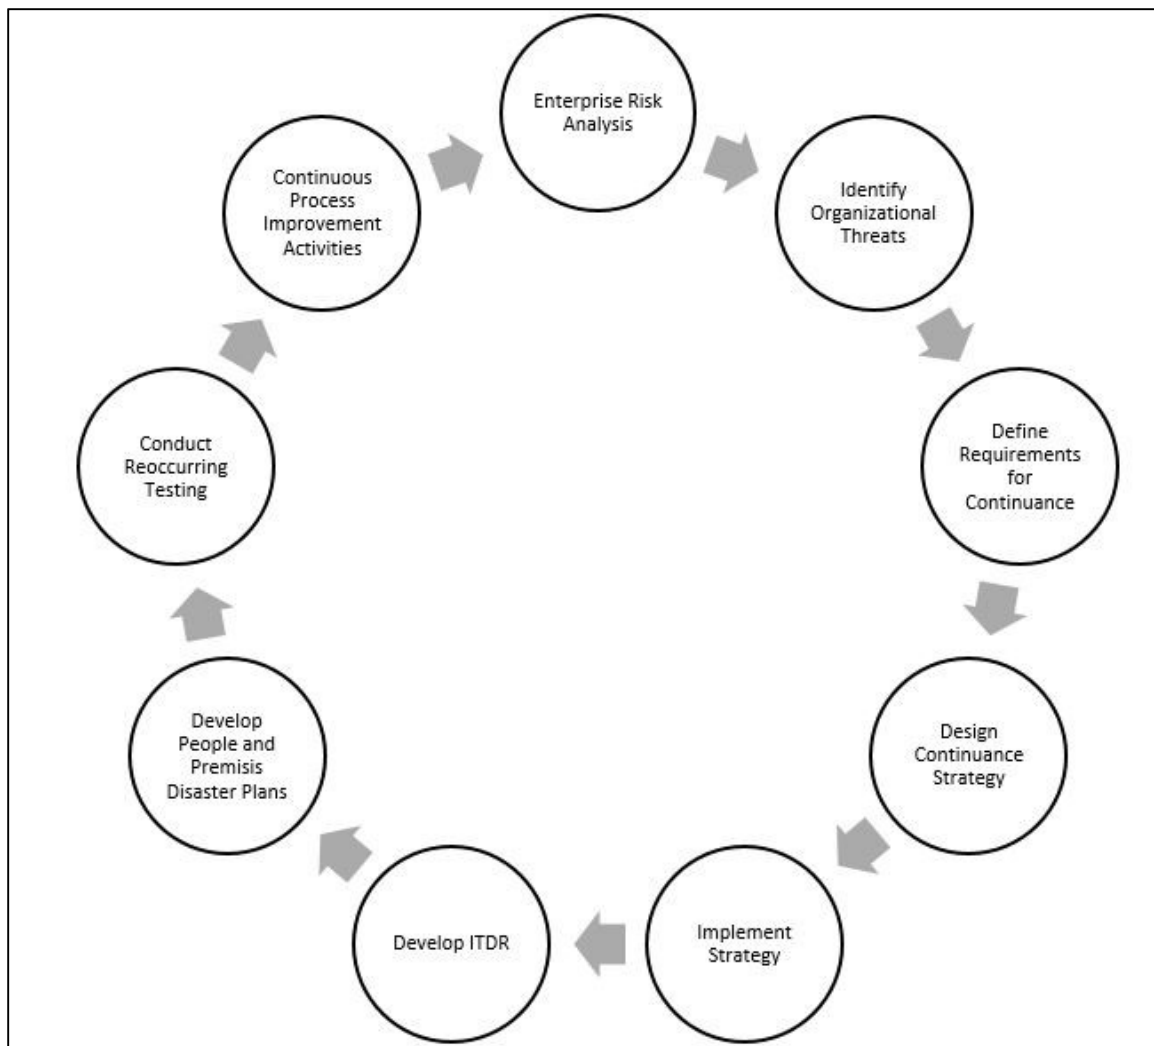 Enterprise Risk
Analysis
Identify
Organizational
Threats
Define
Requirements
for
Continuance
Design
Continuance
Strategy
Implement
Strategy
Develop ITDR
Develop
People and
Premisis
Disaster Plans
Conduct
Reoccurring
Testing
Continuous
Process
Improvement
Activities